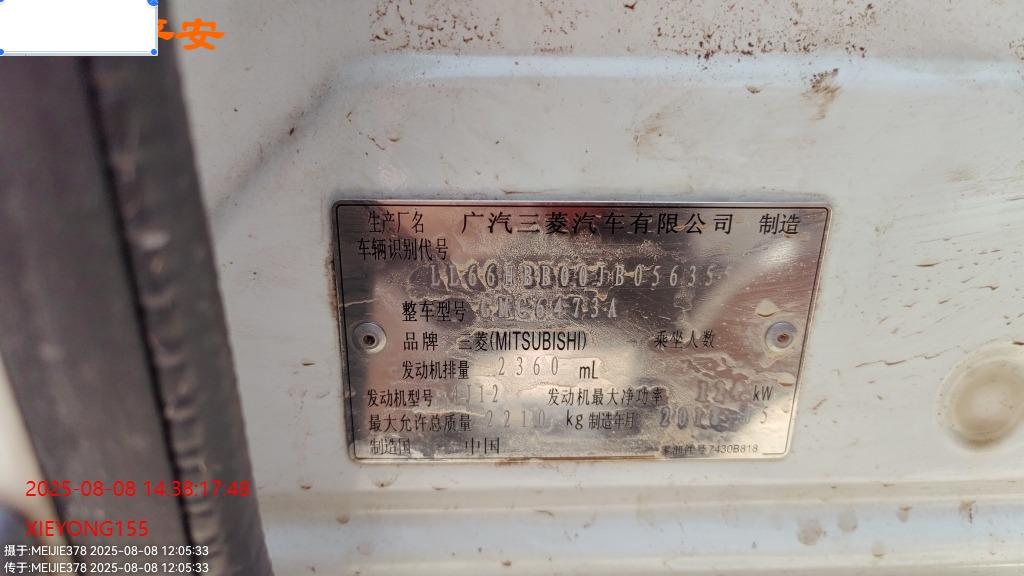 平安
生产厂名 广汽三菱汽车有限公司 制造
车辆识别代号
整车型号 GMC6473A
品牌 三菱(MITSUBISHI) 乘坐人数
发动机排量 2360 mL
发动机型号 4J12 发动机最大净功率 kW
最大允许总质量 2210 kg 制造年月
制造国 中国 7430B818
2025-08-08 14:38:17:48
XIEYONG155
摄于:MEIJIE378 2025-08-08 12:05:33
传于:MEIJIE378 2025-08-08 12:05:33